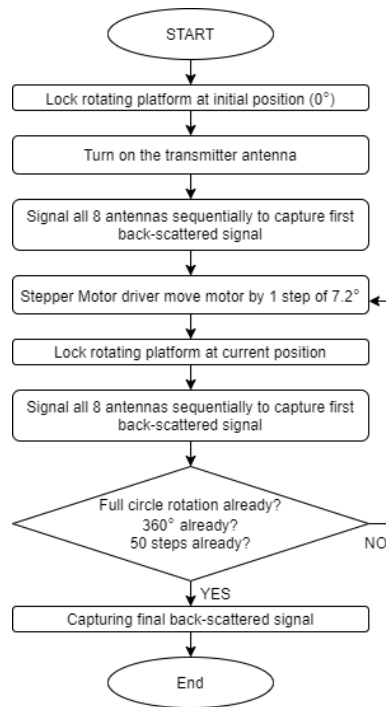 START
Lock rotating platform at initial position (0°)
Turn on the transmitter antenna
Signal all 8 antennas sequentially to capture first
back-scattered signal
Stepper Motor driver move motor by 1 step of 7.2°
Lock rotating platform at current position
Signal all 8 antennas sequentially to capture first
back-scattered signal
Full circle rotation already?
360° already?
50 steps already?
NO
YES
Capturing final back-scattered signal
End